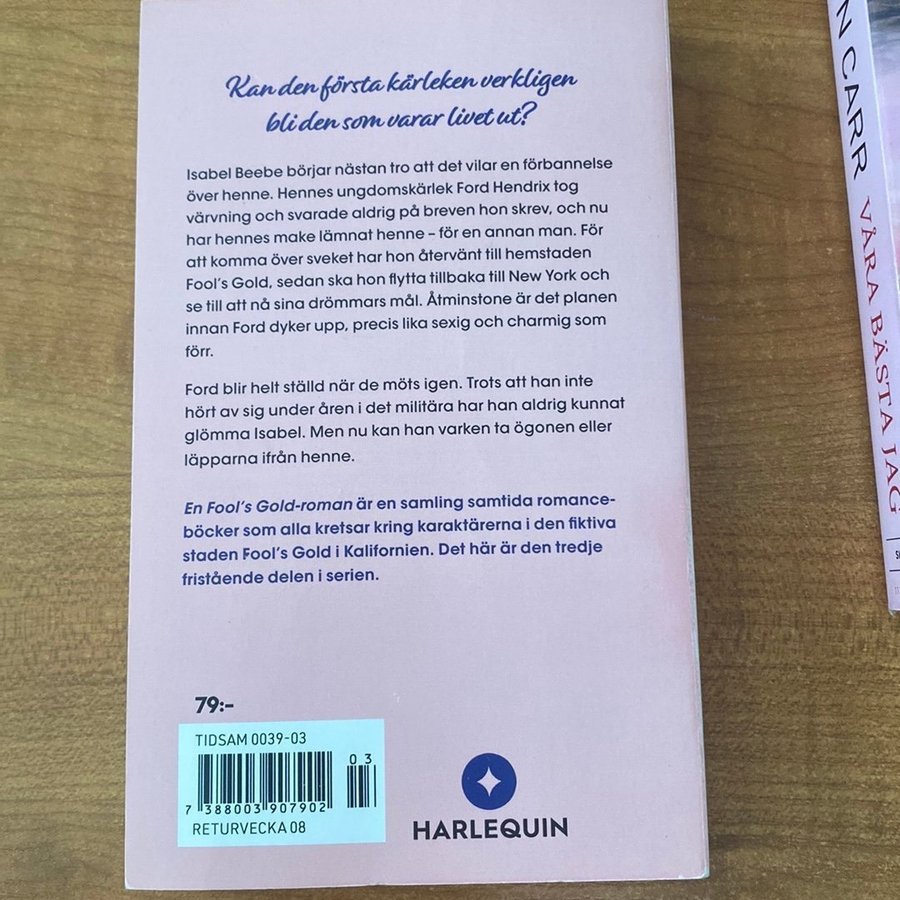 Kan den första kärleken verkligen
bli den som varar livet ut?
Isabel Beebe börjar nästan tro att det vilar en förbannelse
över henne. Hennes ungdomskärlek Ford Hendrix tog
värvning och svarade aldrig på breven hon skrev, och nu
har hennes make lämnat henne – för en annan man. För
att komma över sveket har hon återvänt till hemstaden
Fool's Gold, sedan ska hon flytta tillbaka till New York och
se till att nå sina drömmars mål. Åtminstone är det planen
innan Ford dyker upp, precis lika sexig och charmig som
förr.
Ford blir helt ställd när de möts igen. Trots att han inte
hört av sig under åren i det militära har han aldrig kunnat
glömma Isabel. Men nu kan han varken ta ögonen eller
läpparna ifrån henne.
En Fool's Gold-roman är en samling samtida romance-
böcker som alla kretsar kring karaktärerna i den fiktiva
staden Fool's Gold i Kalifornien. Det här är den tredje
fristående delen i serien.
79:-
TIDSAM 0039-03
03
7 388003 907902
RETURVECKA 08
HARLEQUIN
N CARR VÅRA BÄSTA JAG